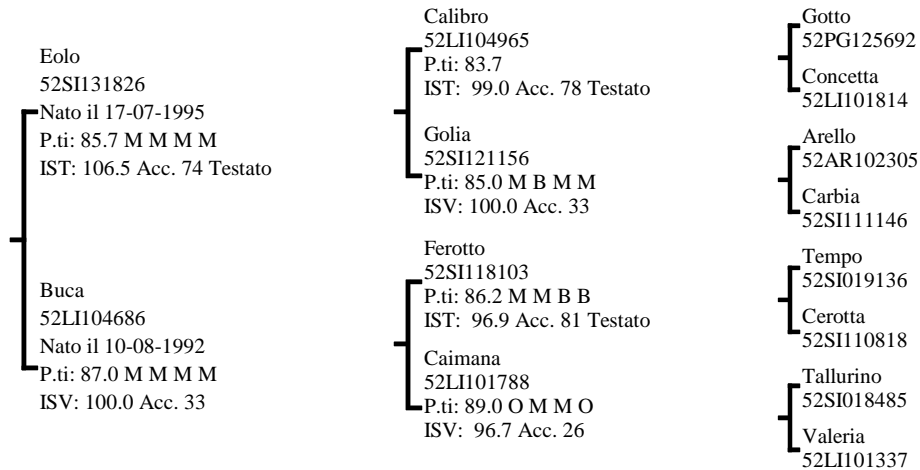 Eolo
52SI131826
Nato il 17-07-1995
P.ti: 85.7 M M M M
IST: 106.5 Acc. 74 Testato
Buca
52LI104686
Nato il 10-08-1992
P.ti: 87.0 M M M M
ISV: 100.0 Acc. 33
Calibro
52LI104965
P.ti: 83.7
IST: 99.0 Acc. 78 Testato
Golia
52SI121156
P.ti: 85.0 M B M M
ISV: 100.0 Acc. 33
Ferotto
52SI118103
P.ti: 86.2 M M B B
IST: 96.9 Acc. 81 Testato
Caimana
52LI101788
P.ti: 89.0 O M M O
ISV: 96.7 Acc. 26
Gotto
52PG125692
Concetta
52LI101814
Arello
52AR102305
Carbia
52SI111146
Tempo
52SI019136
Cerotta
52SI110818
Tallurino
52SI018485
Valeria
52LI101337